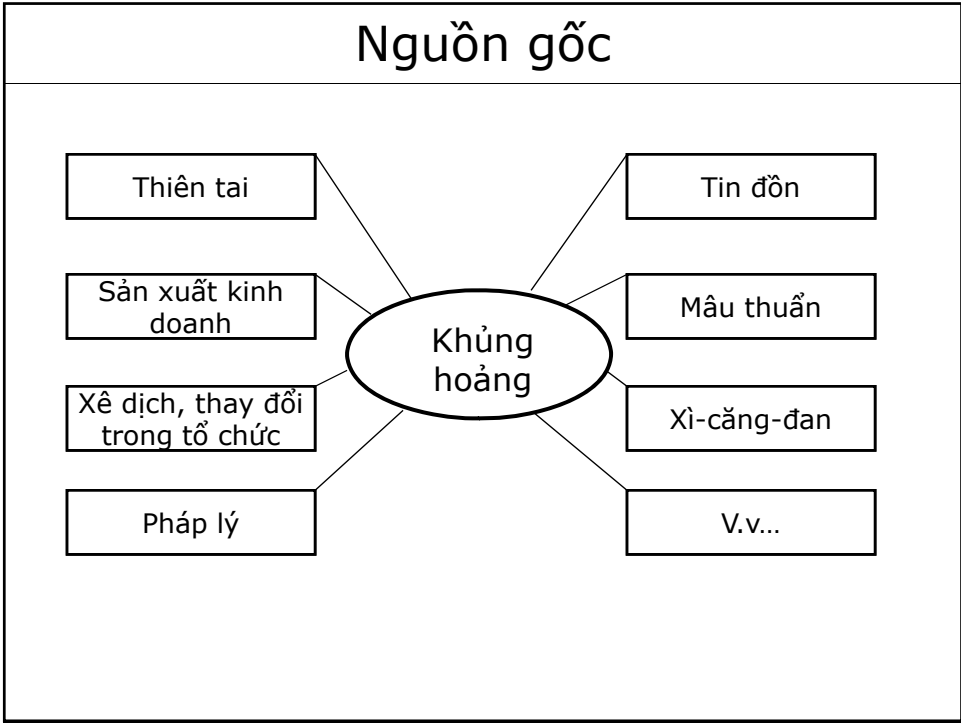 Nguồn gốc
Thiên tai
Sản xuất kinh
doanh
Xê dịch, thay đổi
trong tổ chức
Pháp lý
Khủng
hoảng
Tin đồn
Mâu thuẩn
Xì-căng-đan
V.v…